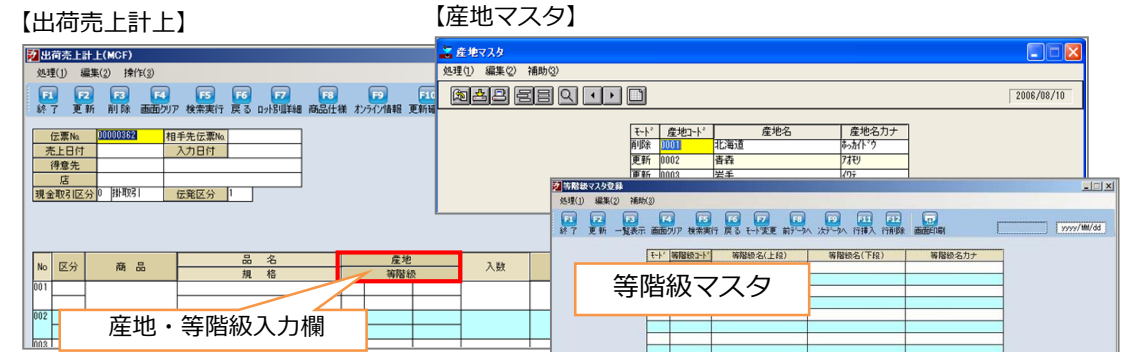 【出荷売上計上】
【産地マスタ】
出荷売上計上(MCF)
処理(1) 編集(2) 操作(3)
F1 F2 F3 F4 F5 F6 F7 F8 F9 F10
終了 更新 削除 画面クリア 検索実行 戻る ロット別詳細 商品仕様 オンライン情報 更新確
伝票No. 00000362 相手先伝票No.
売上日付 入力日付
得意先
店
現金取引区分 0 掛取引 伝発区分 1
No 区分 商 品 品 名 産地 入数
規 格 等階級
001
002
003
産地・等階級入力欄
産地マスタ
処理(1) 編集(2) 補助(3)
2006/08/10
モード 産地コード 産地名 産地名カナ
削除 0001 北海道 ホッカイドウ
更新 0002 青森 アオモリ
更新 0003 岩手 イワテ
等階級マスタ登録
処理(1) 編集(2) 補助(3)
F1 F2 F3 F4 F5 F6 F7 F8 F9 F11 F12
終了 更新 一覧表示 画面クリア 検索実行 戻る モード変更 前データへ 次データへ 行挿入 行削除 画面印刷
yyyy/MM/dd
モード 等階級コード 等階級名(上段) 等階級名(下段) 等階級名カナ
等階級マスタ